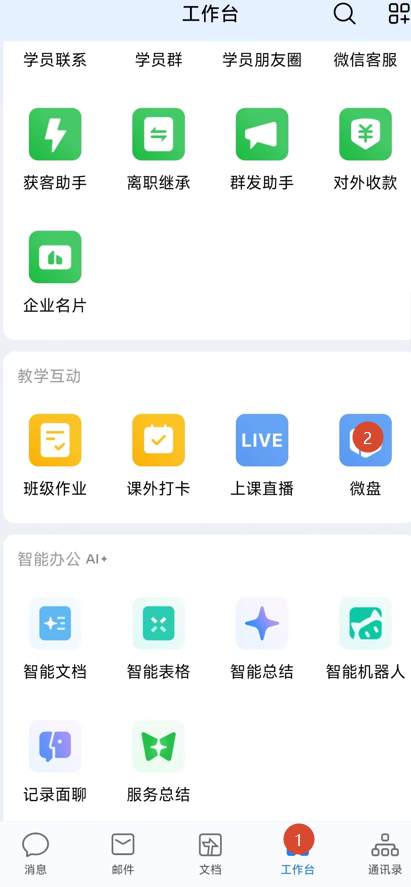 工作台
学员联系 学员群 学员朋友圈 微信客服
获客助手 离职继承 群发助手 对外收款
企业名片
教学互动
LIVE 2
班级作业 课外打卡 上课直播 微盘
智能办公 AI+
智能文档 智能表格 智能总结 智能机器人
记录面聊 服务总结
1
消息 邮件 文档 工作台 通讯录